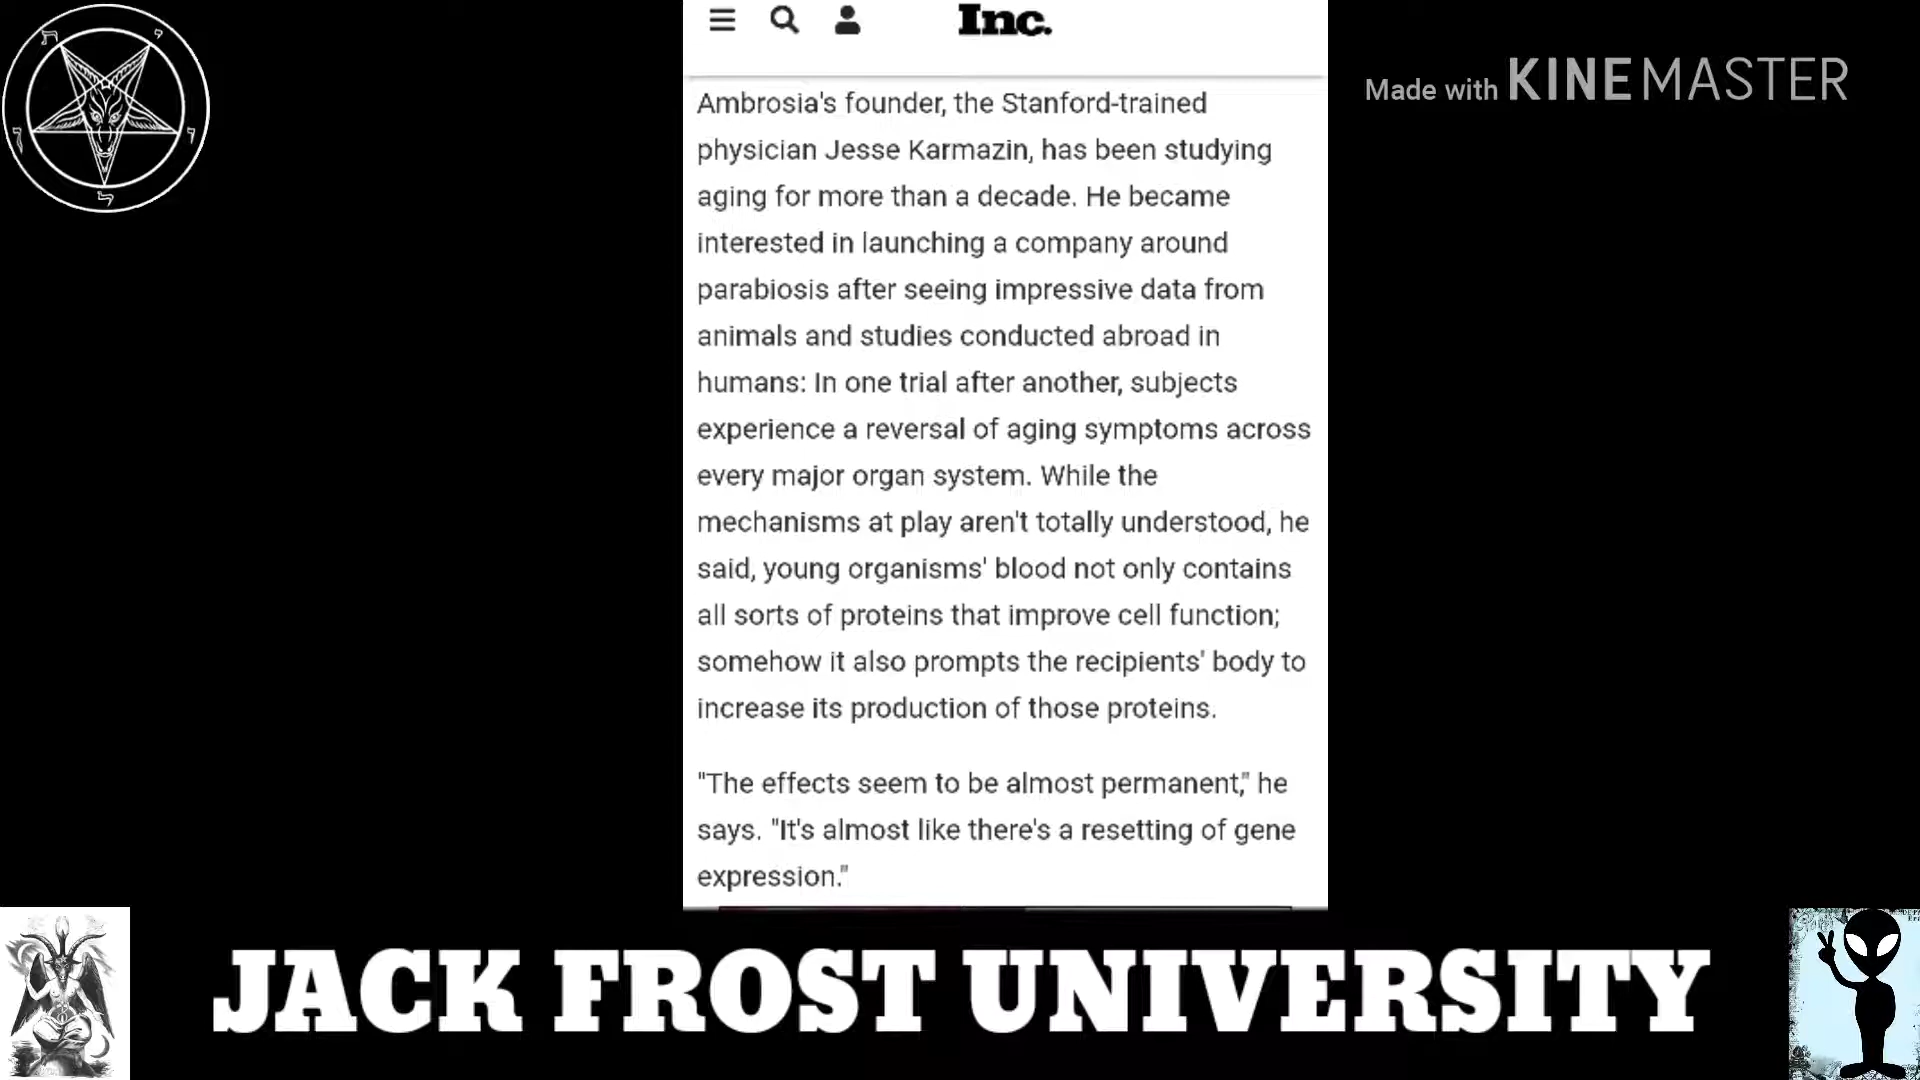 Inc.
Made with KINEMASTER
Ambrosia's founder, the Stanford-trained
physician Jesse Karmazin, has been studying
aging for more than a decade. He became
interested in launching a company around
parabiosis after seeing impressive data from
animals and studies conducted abroad in
humans: In one trial after another, subjects
experience a reversal of aging symptoms across
every major organ system. While the
mechanisms at play aren't totally understood, he
said, young organisms' blood not only contains
all sorts of proteins that improve cell function;
somehow it also prompts the recipients' body to
increase its production of those proteins.
"The effects seem to be almost permanent," he
says. "It's almost like there's a resetting of gene
expression."
JACK FROST UNIVERSITY